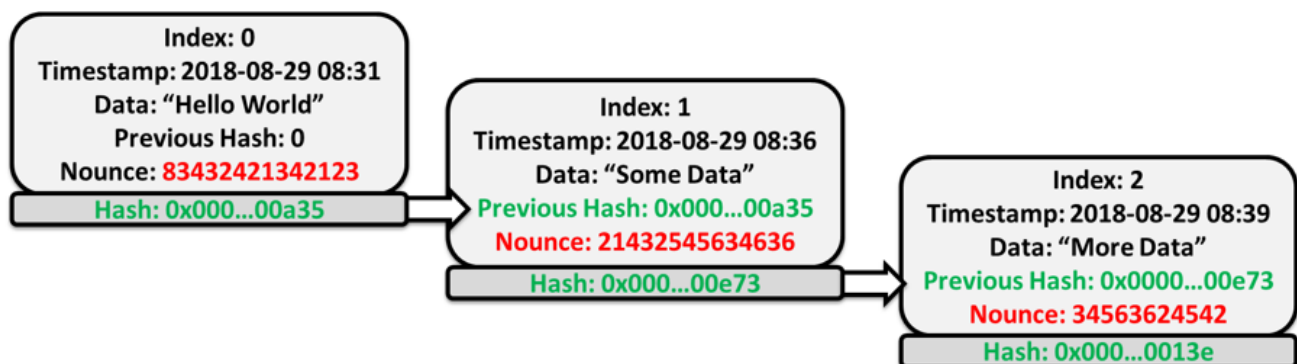 Index: 0
Timestamp: 2018-08-29 08:31
Data: “Hello World”
Previous Hash: 0
Nounce: 83432421342123
Hash: 0x000...00a35
Index: 1
Timestamp: 2018-08-29 08:36
Data: “Some Data”
Previous Hash: 0x000...00a35
Nounce: 21432545634636
Hash: 0x000...00e73
Index: 2
Timestamp: 2018-08-29 08:39
Data: “More Data”
Previous Hash: 0x0000...00e73
Nounce: 34563624542
Hash: 0x000...0013e